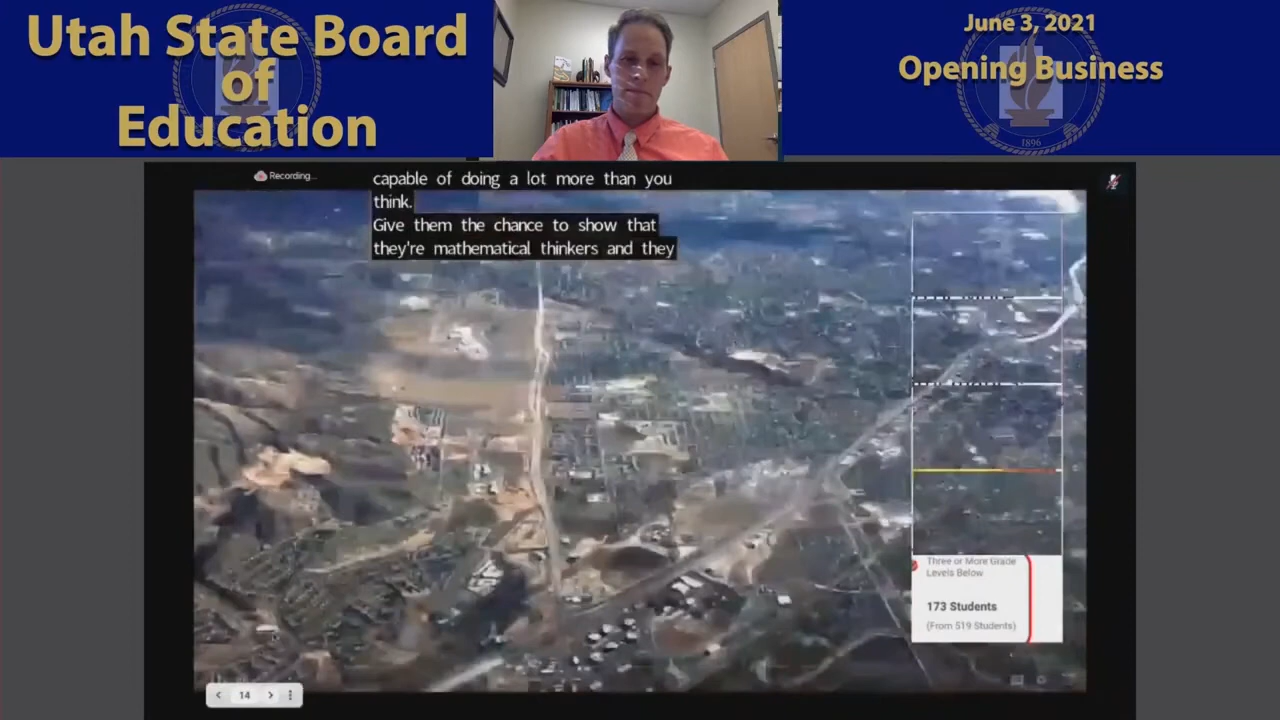 Utah State Board
of
Education
June 3, 2021
Opening Business
1896
Recording...
capable of doing a lot more than you
think.
Give them the chance to show that
they're mathematical thinkers and they
Three or More Grade
Levels Below
173 Students
(From 519 Students)
14